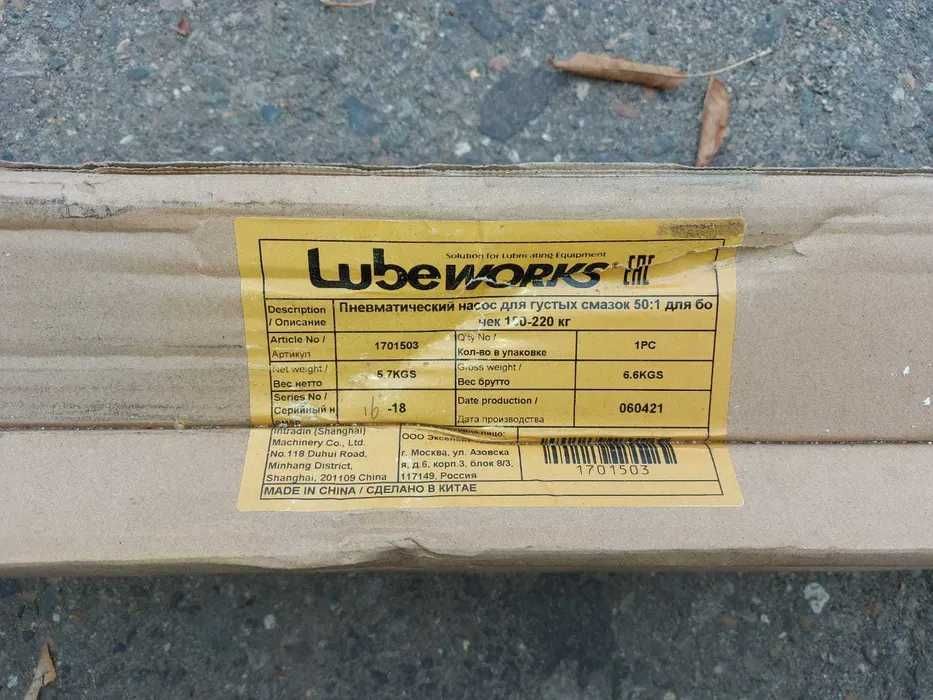 Solution for Lubricating Equipment
LubeWORKS EAC
Description / Описание
Пневматический насос для густых смазок 50:1 для бо
чек 180-220 кг
Article No / Артикул
1701503
Q'ty No / Кол-во в упаковке
1PC
Net weight / Вес нетто
5.7KGS
Gross weight / Вес брутто
6.6KGS
Series No / Серийный н
-18
Date production / Дата производства
060421
Intradin (Shanghai)
Machinery Co., Ltd.
No.118 Duhui Road,
Minhang District,
Shanghai, 201109 China
ООО
г. Москва, ул. Азовска
я, д.6, корп.3, блок 8/3,
117149, Россия
1701503
MADE IN CHINA / СДЕЛАНО В КИТАЕ